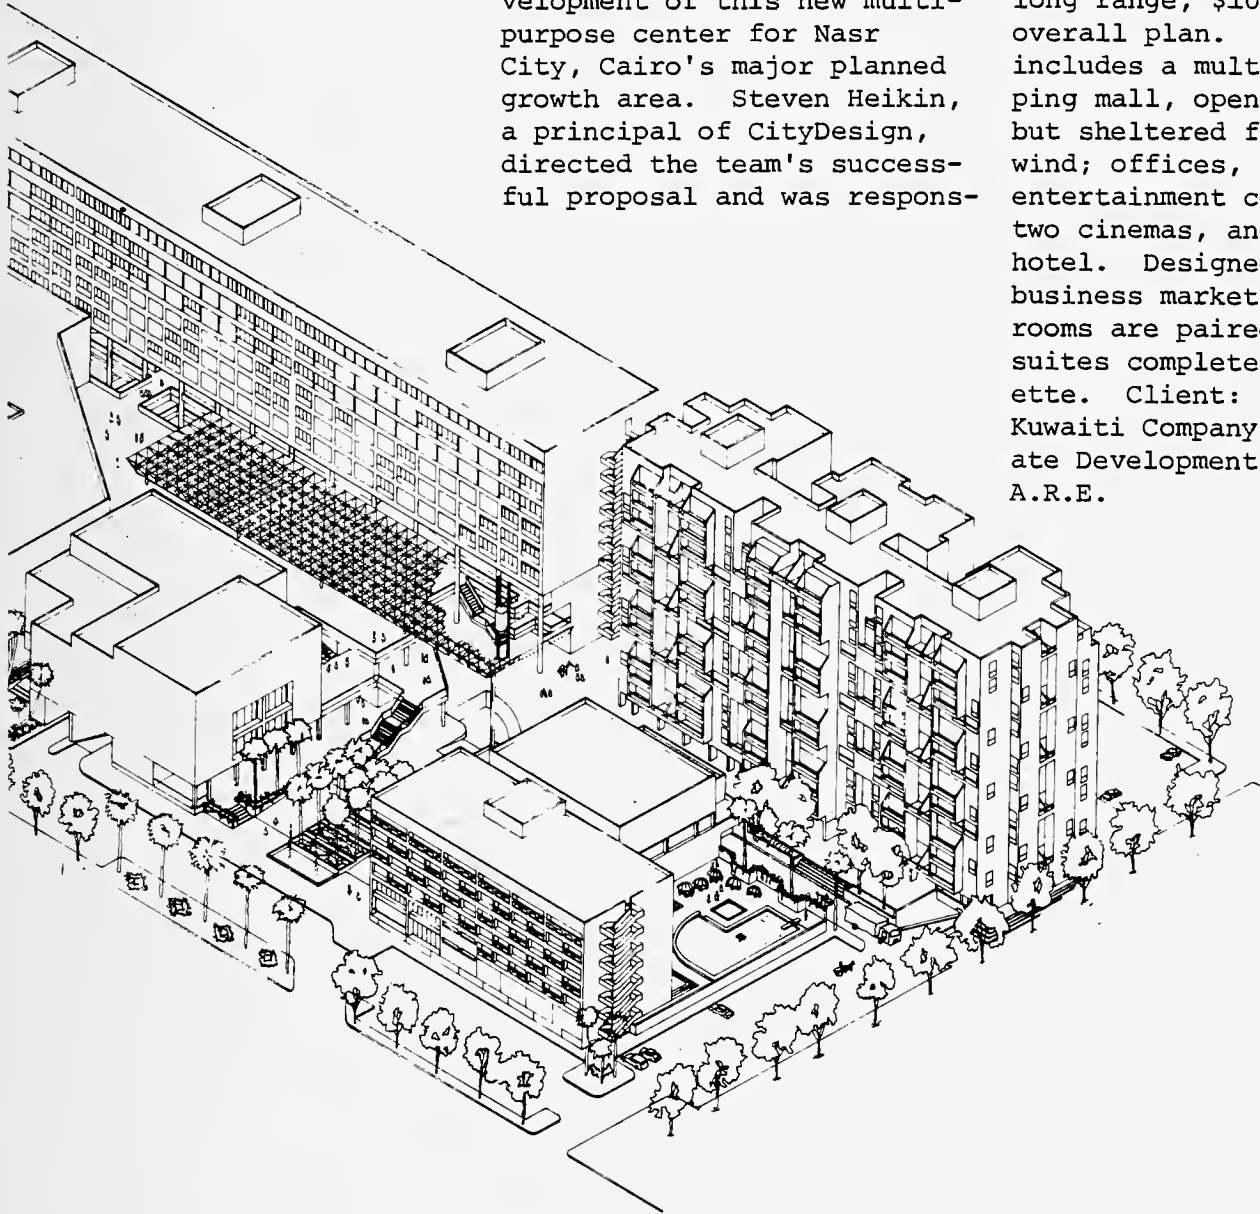 velopment of this new multi-
purpose center for Nasr
City, Cairo's major planned
growth area. Steven Heikin,
a principal of CityDesign,
directed the team's success-
ful proposal and was respons-
long range, $10
overall plan.
includes a mult
ping mall, open
but sheltered f
wind; offices,
entertainment c
two cinemas, an
hotel. Designe
business market
rooms are paire
suites complete
ette. Client:
Kuwaiti Company
ate Development
A.R.E.